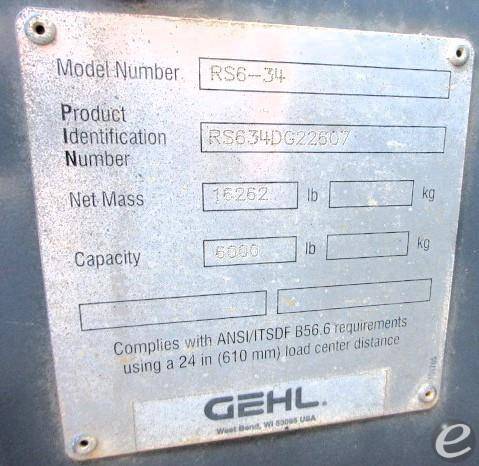 Model Number RS6-34
Product
Identification
Number RS634DG22607
Net Mass 16262 lb kg
Capacity 6000 lb kg
Complies with ANSI/ITSDF B56.6 requirements
using a 24 in (610 mm) load center distance
GEHL®
West Bend, WI 53095 USA
e